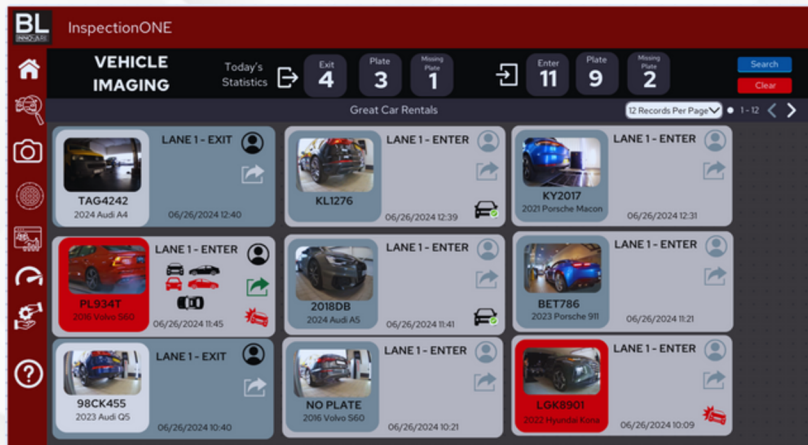 BL
InspectionONE
VEHICLE
IMAGING
Today's
Statistics
Exit
4
Plate
3
Missing
Plate
1
Enter
11
Plate
9
Missing
Plate
2
Search
Clear
Great Car Rentals
12 Records Per Page
1 - 12
LANE 1 - EXIT
TAG4242
2024 Audi A4
06/26/2024 12:40
LANE 1 - ENTER
KL1276
06/26/2024 12:39
LANE 1 - ENTER
KY2017
2021 Porsche Macon
06/26/2024 12:31
LANE 1 - ENTER
PL934T
2016 Volvo S60
06/26/2024 11:45
LANE 1 - ENTER
2018DB
2024 Audi A5
06/26/2024 11:41
LANE 1 - ENTER
BET786
2023 Porsche 911
06/26/2024 11:21
LANE 1 - EXIT
98CK455
2023 Audi Q5
06/26/2024 10:40
LANE 1 - ENTER
NO PLATE
2016 Volvo S60
06/26/2024 10:21
LANE 1 - ENTER
LGK8901
2022 Hyundai Kona
06/26/2024 10:09